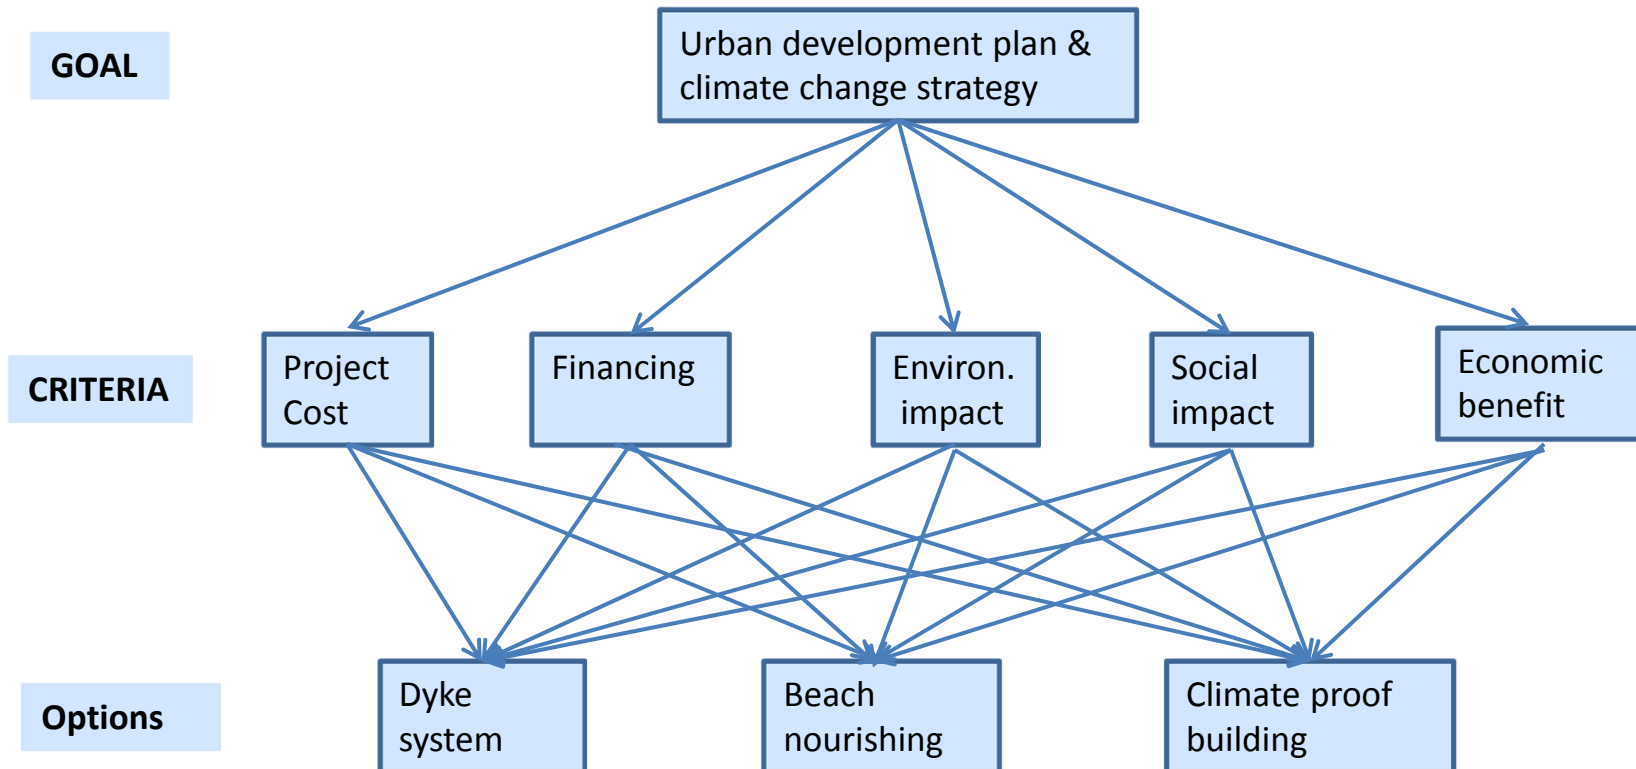 GOAL
Urban development plan &
climate change strategy
CRITERIA
Project
Cost
Financing
Environ.
impact
Social
impact
Economic
benefit
Options
Dyke
system
Beach
nourishing
Climate proof
building